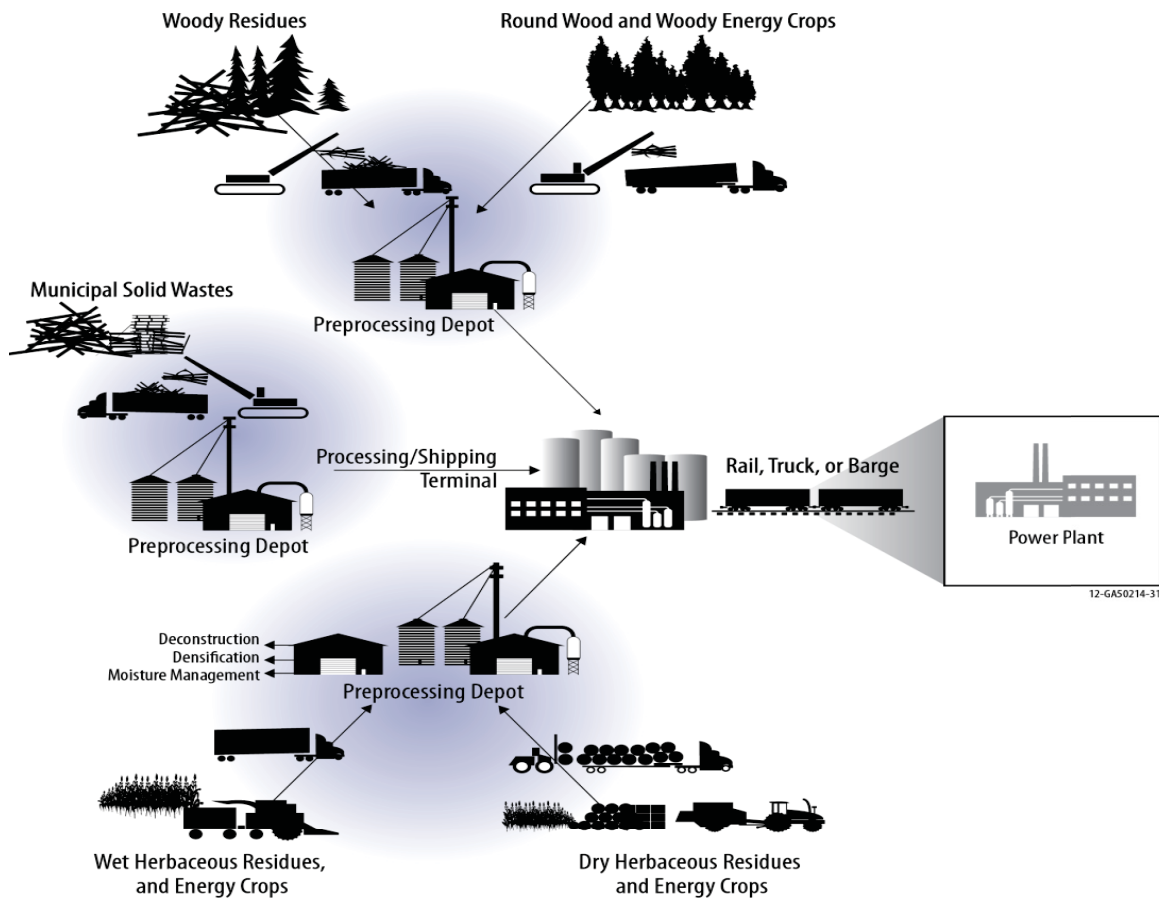 Woody Residues
Round Wood and Woody Energy Crops
Preprocessing Depot
Municipal Solid Wastes
Preprocessing Depot
Processing/Shipping
Terminal
Rail, Truck, or Barge
Power Plant
12-GA50214-31
Deconstruction
Densification
Moisture Management
Preprocessing Depot
Wet Herbaceous Residues,
and Energy Crops
Dry Herbaceous Residues
and Energy Crops